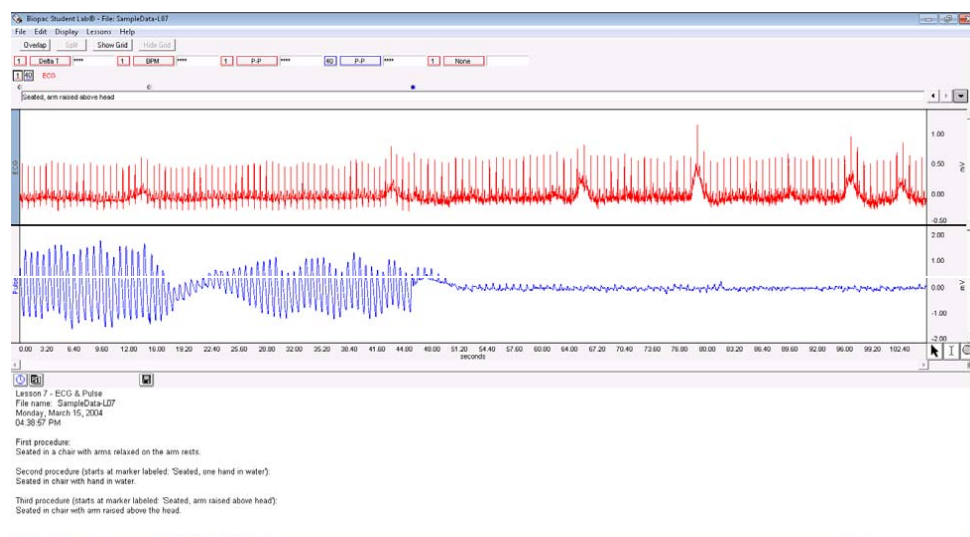 Biopac Student Lab® - File: SampleData-L07
File Edit Display Lessons Help
Overlap Split Show Grid Hide Grid
1 Delta T **** 1 BPM **** 1 P-P **** 40 P-P **** 1 None
1 40 ECG
Seated, arm raised above head
ECG
1.00
0.50
0.00
-0.50
mV
Pulse
2.00
1.00
0.00
-1.00
-2.00
mV
0.00 3.20 6.40 9.60 12.80 16.00 19.20 22.40 25.60 28.80 32.00 35.20 38.40 41.60 44.80 48.00 51.20 54.40 57.60 60.80 64.00 67.20 70.40 73.60 76.80 80.00 83.20 86.40 89.60 92.80 96.00 99.20 102.40
seconds
Lesson 7 - ECG & Pulse
File name: SampleData-L07
Monday, March 15, 2004
04:38:57 PM
First procedure:
Seated in a chair with arms relaxed on the arm rests.
Second procedure (starts at marker labeled: 'Seated, one hand in water'):
Seated in chair with hand in water.
Third procedure (starts at marker labeled: 'Seated, arm raised above head'):
Seated in chair with arm raised above the head.